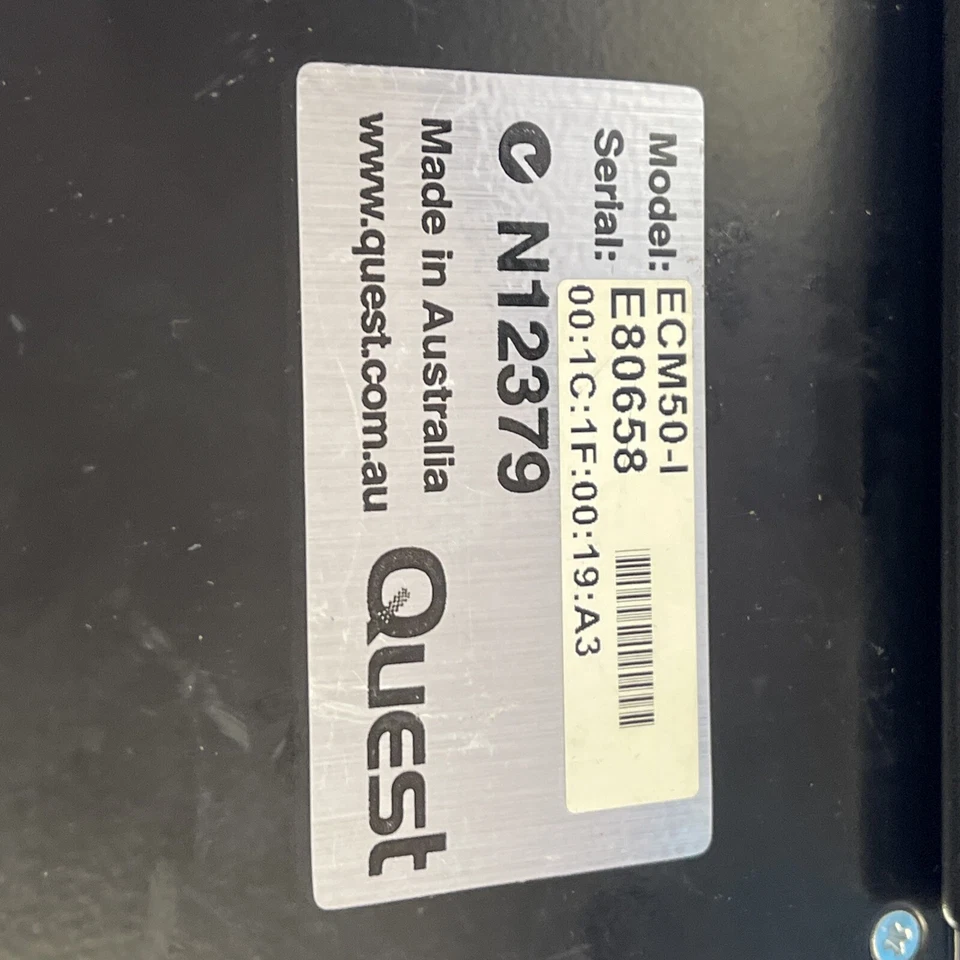 Model: ECM50-I
Serial: E80658
00:1C:1F:00:19:A3
N12379
Made in Australia
www.quest.com.au
Quest